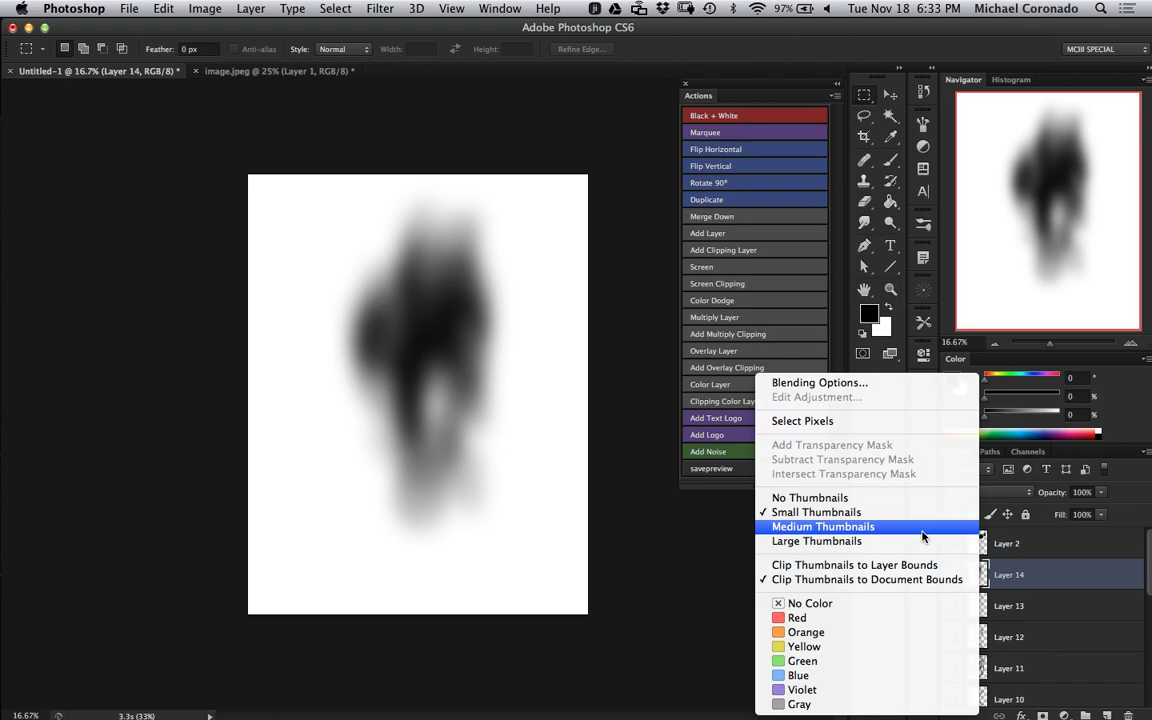 Photoshop File Edit Image Layer Type Select Filter 3D View Window Help 97% Tue Nov 18 6:33 PM Michael Coronado
Adobe Photoshop CS6
Feather: 0 px Anti-alias Style: Normal Width: Height: Refine Edge... MCIII SPECIAL
Untitled-1 @ 16.7% (Layer 14, RGB/8) * image.jpeg @ 25% (Layer 1, RGB/8) *
Navigator Histogram
Actions
Black + White
Marquee
Flip Horizontal
Flip Vertical
Rotate 90°
Duplicate
Merge Down
Add Layer
Add Clipping Layer
Screen
Screen Clipping
Color Dodge
Multiply Layer
Add Multiply Clipping
Overlay Layer
Add Overlay Clipping
Color Layer
Clipping Color Lay
Add Text Logo
Add Logo
Add Noise
savepreview
16.67%
Color
0 °
0 %
0 %
Paths Channels
Opacity: 100%
Fill: 100%
Layer 2
Layer 14
Layer 13
Layer 12
Layer 11
Layer 10
Blending Options...
Edit Adjustment...
Select Pixels
Add Transparency Mask
Subtract Transparency Mask
Intersect Transparency Mask
No Thumbnails
✓ Small Thumbnails
Medium Thumbnails
Large Thumbnails
Clip Thumbnails to Layer Bounds
✓ Clip Thumbnails to Document Bounds
No Color
Red
Orange
Yellow
Green
Blue
Violet
Gray
16.67% 3.3s (33%)